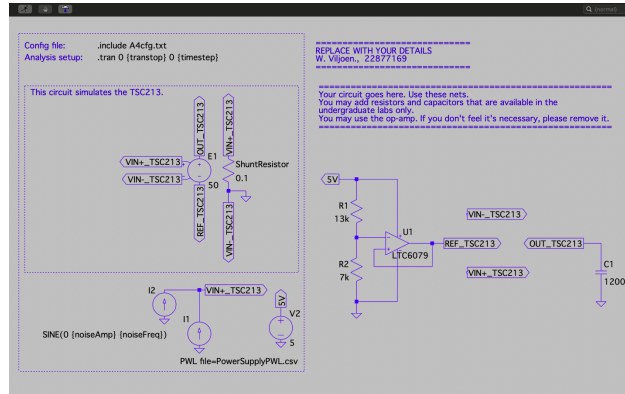 (normal)
Config file: .include A4cfg.txt
Analysis setup: .tran 0 {transtop} 0 {timestep}
This circuit simulates the TSC213.
OUT_TSC213
VIN+_TSC213
VIN+_TSC213
E1
ShuntResistor
VIN-_TSC213
0.1
50
REF_TSC213
VIN-_TSC213
I2
VIN+_TSC213
5V
I1
V2
SINE(0 {noiseAmp} {noiseFreq})
5
PWL file=PowerSupplyPWL.csv
==============================
REPLACE WITH YOUR DETAILS
W. Viljoen., 22877169
==============================
=========================================================
Your circuit goes here. Use these nets.
You may add resistors and capacitors that are available in the
undergraduate labs only.
You may use the op-amp. If you don't feel it's necessary, please remove it.
=========================================================
5V
R1
13k
VIN-_TSC213
U1
REF_TSC213
OUT_TSC213
LTC6079
R2
7k
VIN+_TSC213
C1
1200